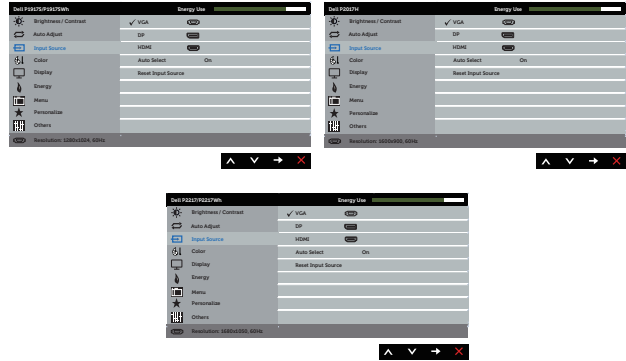 Dell P1917S/P1917SWh Energy Use
Brightness / Contrast VGA
Auto Adjust DP
Input Source HDMI
Color Auto Select On
Display Reset Input Source
Energy
Menu
Personalize
Others
Resolution: 1280x1024, 60Hz
Dell P2017H Energy Use
Brightness / Contrast VGA
Auto Adjust DP
Input Source HDMI
Color Auto Select On
Display Reset Input Source
Energy
Menu
Personalize
Others
Resolution: 1600x900, 60Hz
Dell P2217/P2217Wh Energy Use
Brightness / Contrast VGA
Auto Adjust DP
Input Source HDMI
Color Auto Select On
Display Reset Input Source
Energy
Menu
Personalize
Others
Resolution: 1680x1050, 60Hz